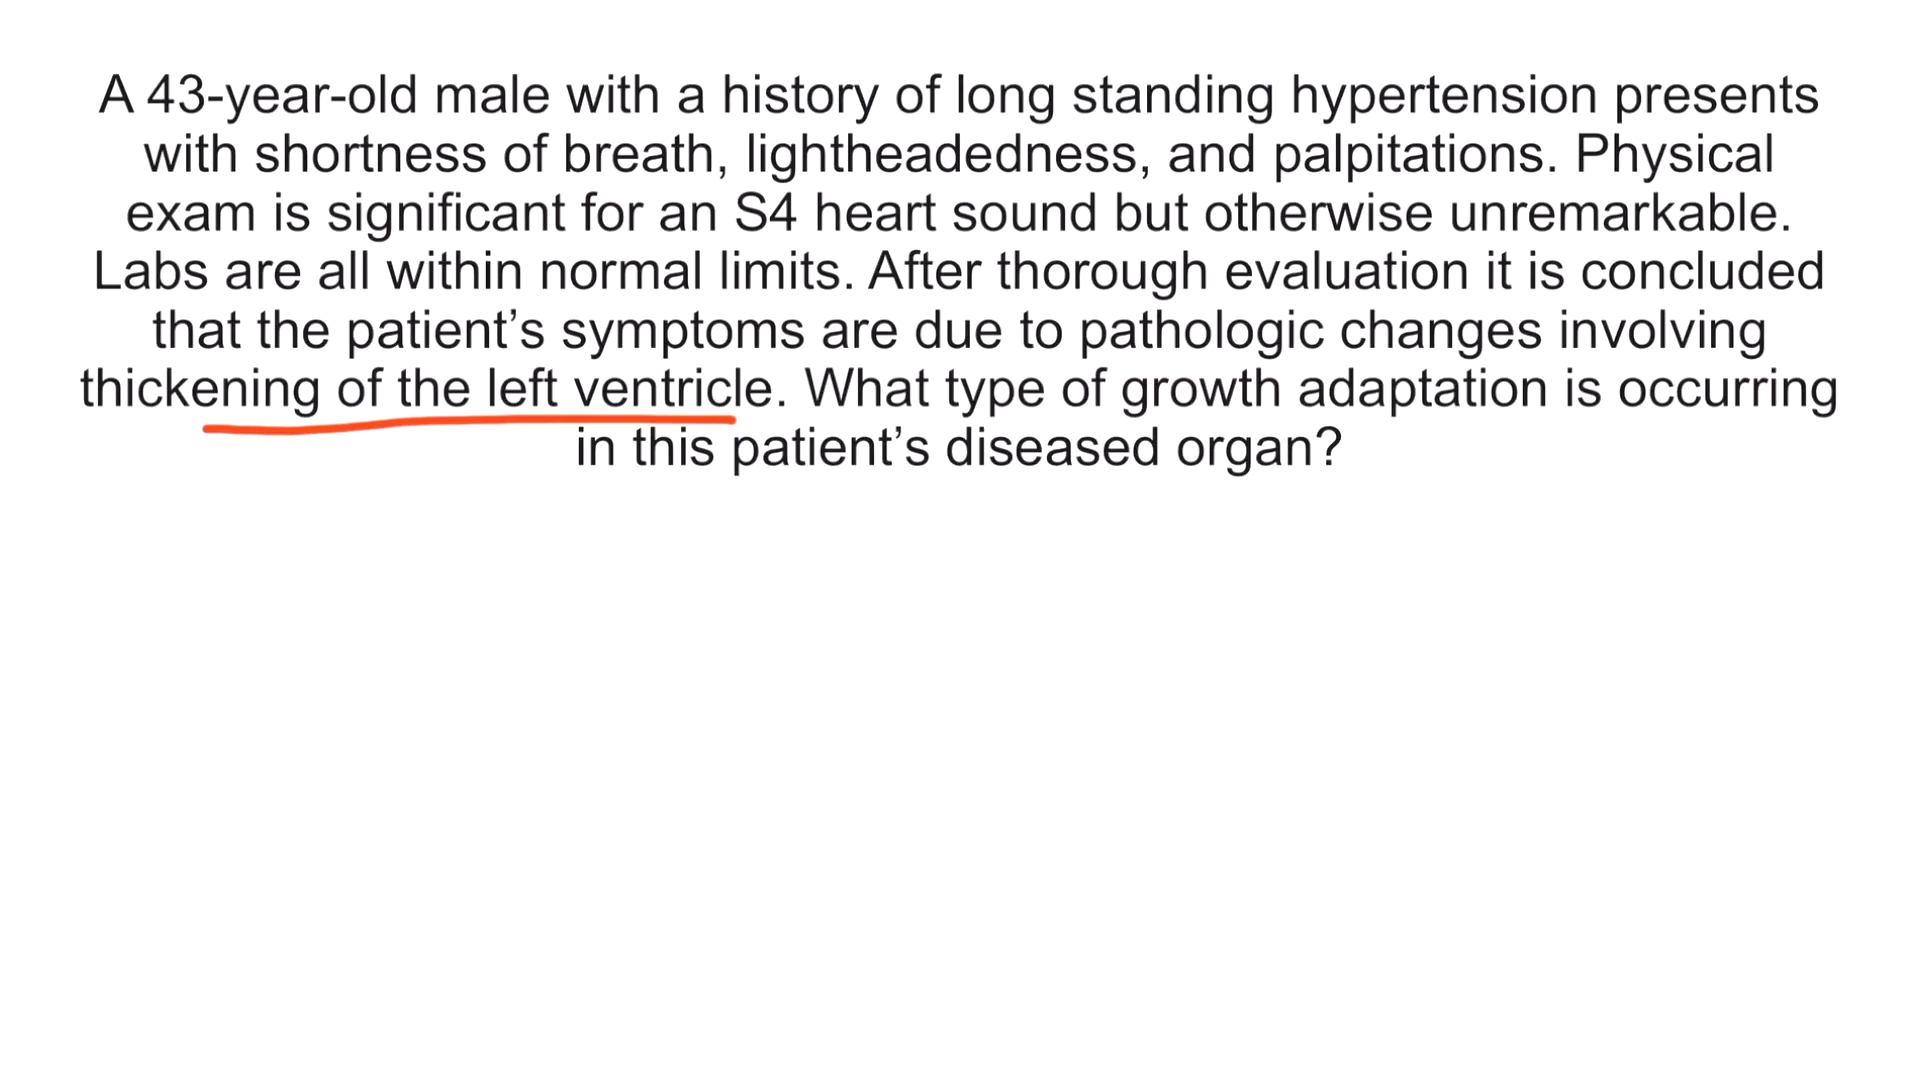 A 43-year-old male with a history of long standing hypertension presents
with shortness of breath, lightheadedness, and palpitations. Physical
exam is significant for an S4 heart sound but otherwise unremarkable.
Labs are all within normal limits. After thorough evaluation it is concluded
that the patient’s symptoms are due to pathologic changes involving
thickening of the left ventricle. What type of growth adaptation is occurring
in this patient’s diseased organ?